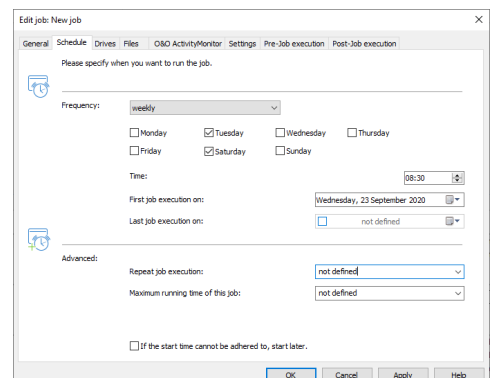 Edit job: New job
General Schedule Drives Files O&O ActivityMonitor Settings Pre-Job execution Post-Job execution
Please specify when you want to run the job.
Frequency: weekly
Monday Tuesday Wednesday Thursday
Friday Saturday Sunday
Time: 08:30
First job execution on: Wednesday, 23 September 2020
Last job execution on: not defined
Advanced:
Repeat job execution: not defined
Maximum running time of this job: not defined
If the start time cannot be adhered to, start later.
OK Cancel Apply Help